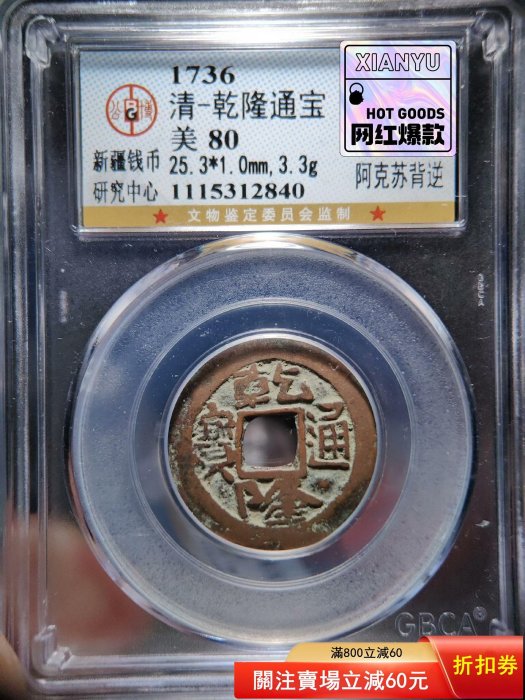 1736
清-乾隆通宝
美 80
新疆钱币 25.3*1.0mm,3.3g
研究中心 1115312840
阿克苏背逆
文物鉴定委员会监制
XIANYU
HOT GOODS
网红爆款
乾隆通寶
GBCA®
滿800立減60
關注賣場立減60元
折扣券